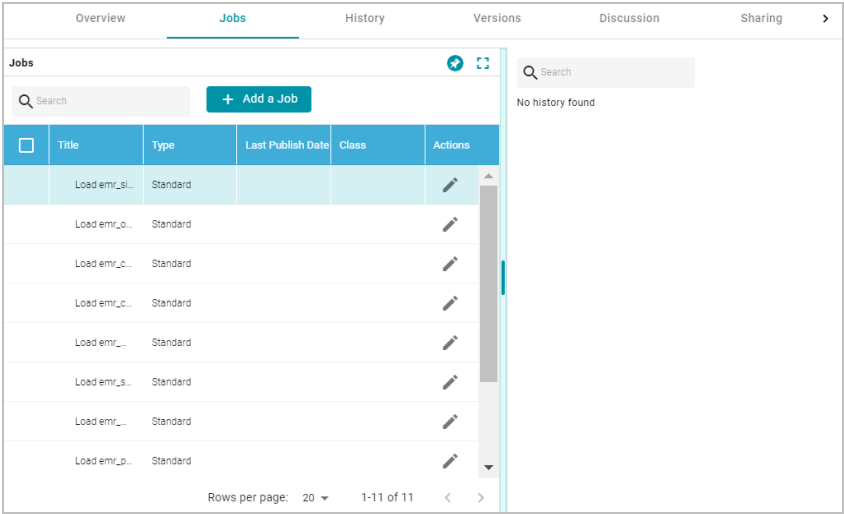 Overview Jobs History Versions Discussion Sharing
Jobs
Search
+ Add a Job
Search
No history found
Title Type Last Publish Date Class Actions
Load emr_si... Standard
Load emr_o... Standard
Load emr_c... Standard
Load emr_c... Standard
Load emr_... Standard
Load emr_s... Standard
Load emr_... Standard
Load emr_p... Standard
Rows per page: 20 1-11 of 11